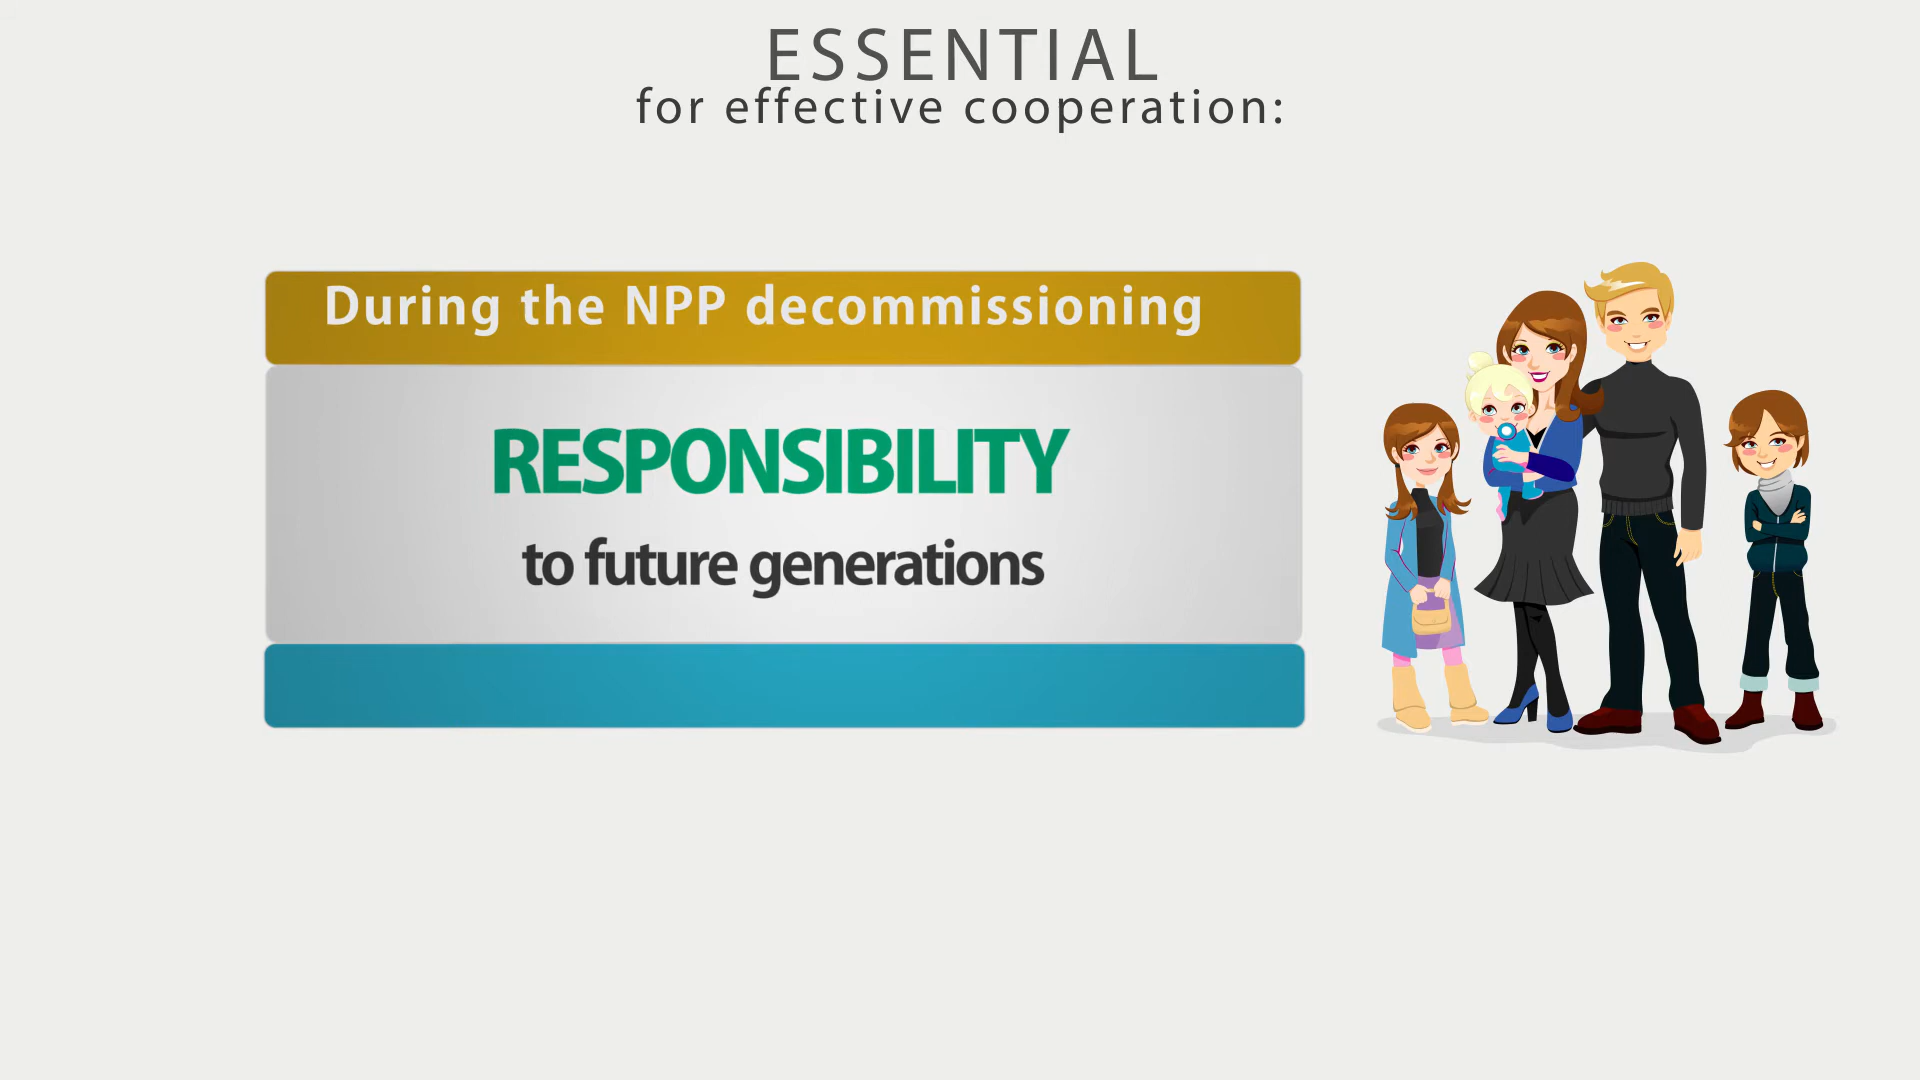 ESSENTIAL
for effective cooperation:
During the NPP decommissioning
RESPONSIBILITY
to future generations